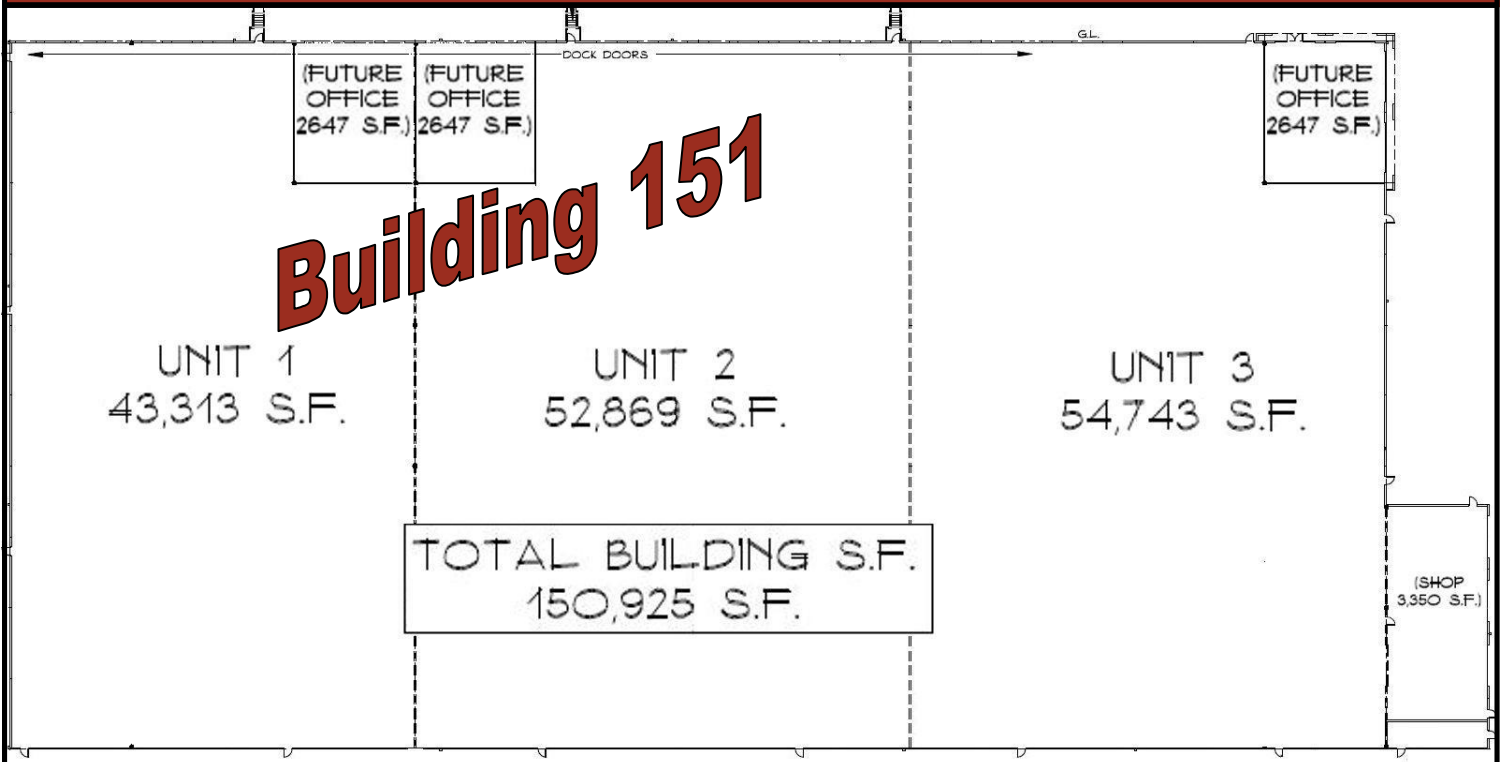 DOCK DOORS
G.L.
(FUTURE
OFFICE
2647 S.F.)
(FUTURE
OFFICE
2647 S.F.)
(FUTURE
OFFICE
2647 S.F.)
Building 151
UNIT 1
43,313 S.F.
UNIT 2
52,869 S.F.
UNIT 3
54,743 S.F.
TOTAL BUILDING S.F.
150,925 S.F.
(SHOP
3,350 S.F.)